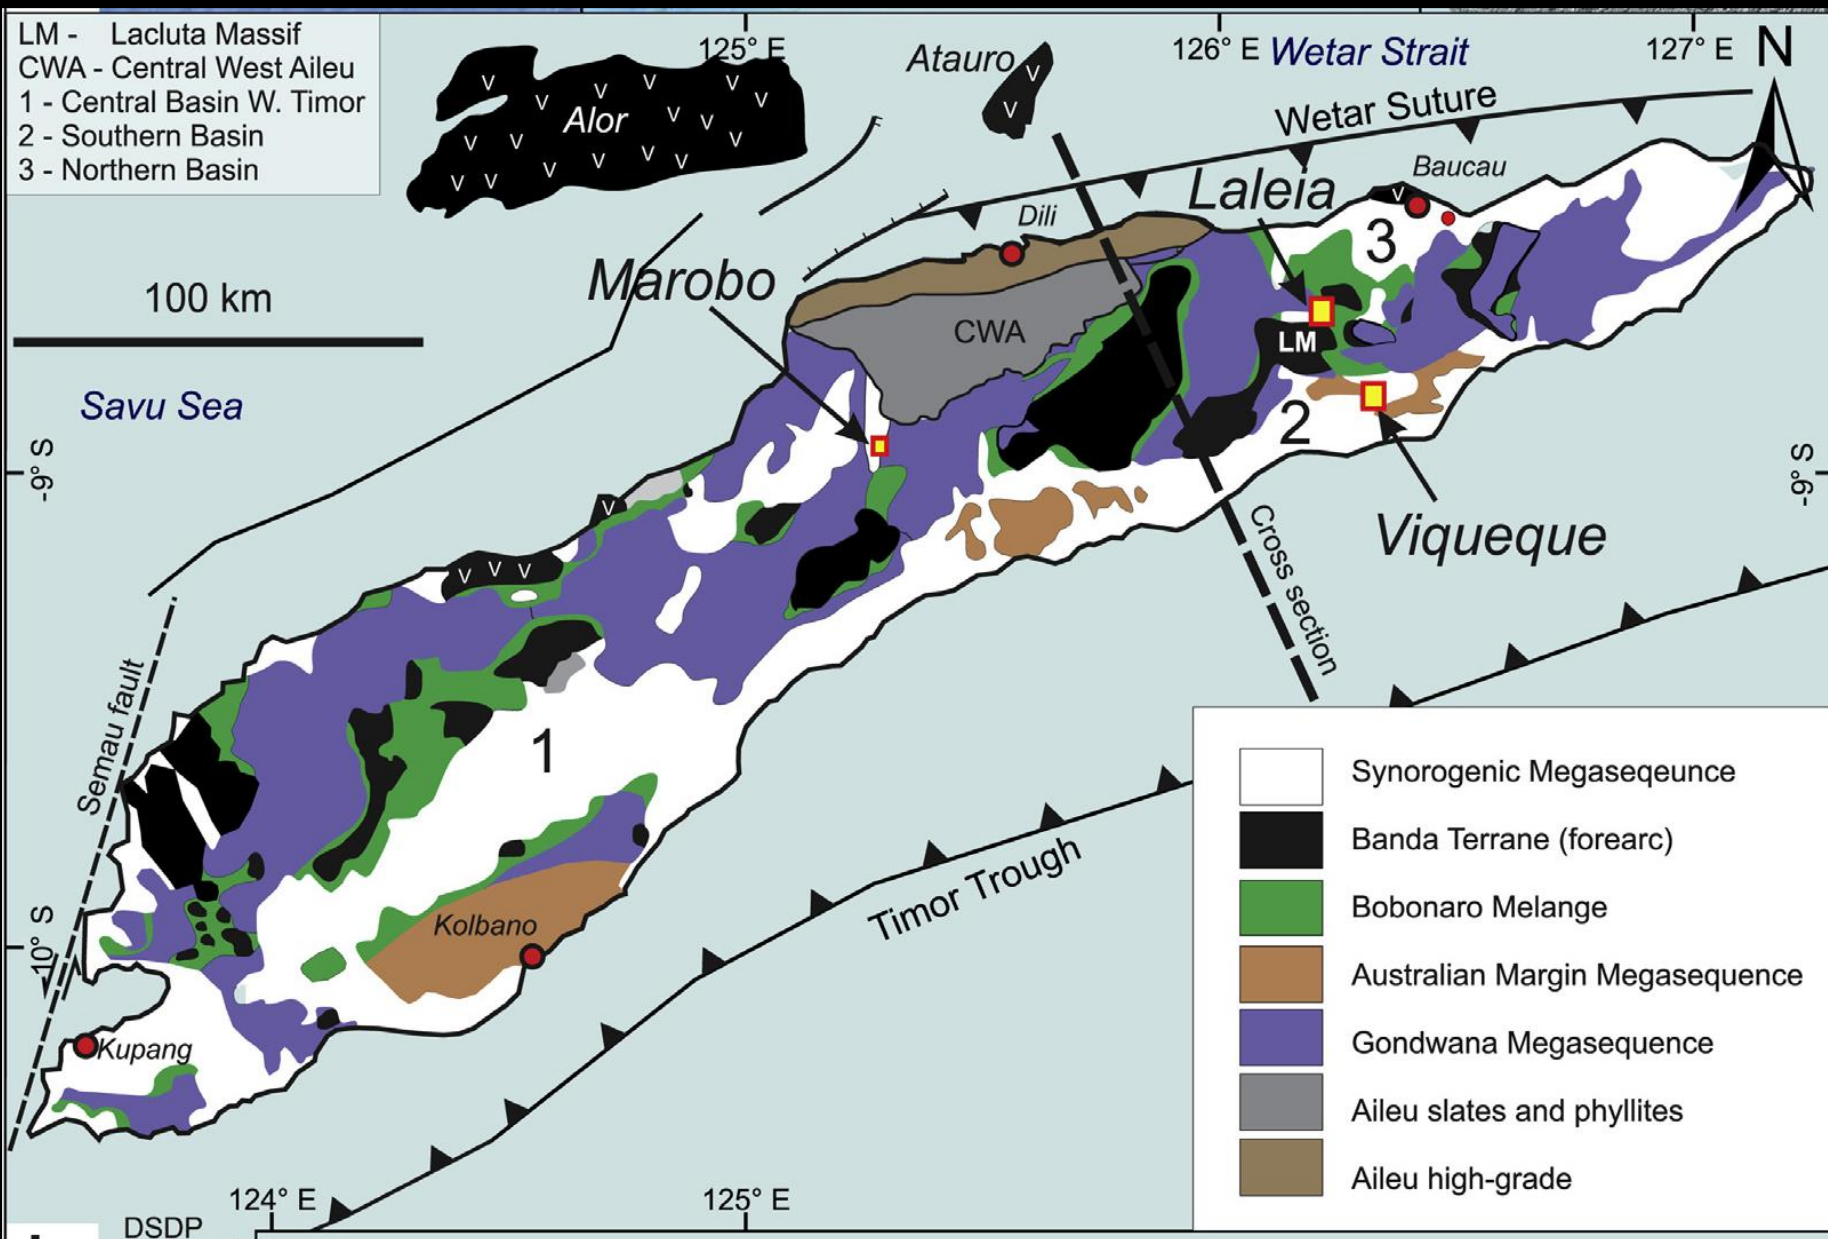 LM - Lacluta Massif
CWA - Central West Aileu
1 - Central Basin W. Timor
2 - Southern Basin
3 - Northern Basin
125° E
126° E
127° E
N
Wetar Strait
Atauro
V
V
Alor
V V V V V V V V V V V V V V V V V V
Wetar Suture
Baucau
V
Laleia
Dili
3
Marobo
100 km
CWA
LM
Savu Sea
2
-9° S
-9° S
V
Viqueque
Cross section
V V V
Semau fault
1
Synorogenic Megaseqeunce
Banda Terrane (forearc)
Bobonaro Melange
Australian Margin Megasequence
Gondwana Megasequence
Aileu slates and phyllites
Aileu high-grade
Timor Trough
Kolbano
-10° S
Kupang
124° E
125° E
DSDP